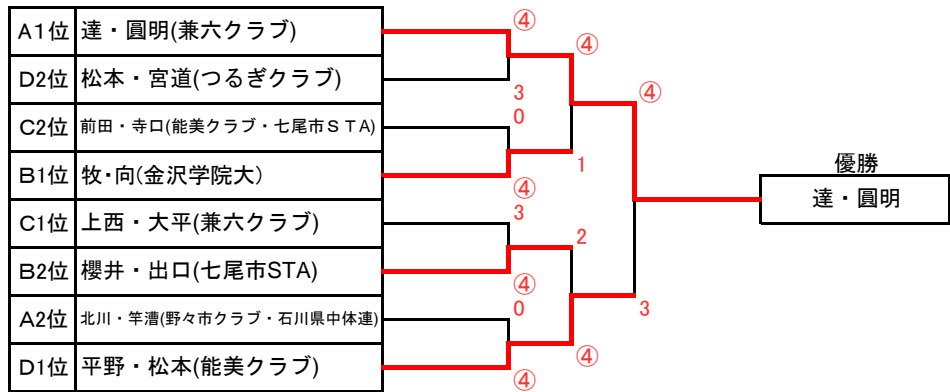 A1位 達・圓明(兼六クラブ)
D2位 松本・宮道(つるぎクラブ)
C2位 前田・寺口(能美クラブ・七尾市STA)
B1位 牧・向(金沢学院大)
C1位 上西・大平(兼六クラブ)
B2位 櫻井・出口(七尾市STA)
A2位 北川・竿漕(野々市クラブ・石川県中体連)
D1位 平野・松本(能美クラブ)
④
3
0
④
3
④
0
④
④
1
2
④
④
3
優勝
達・圓明